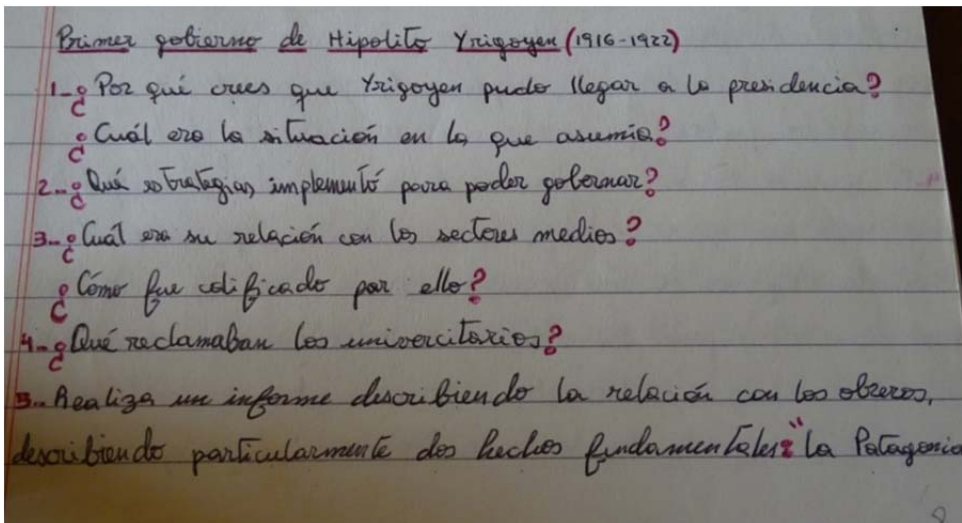 Primer gobierno de Hipolito Yrigoyen (1916-1922)
1-¿Por qué crees que Yrigoyen pudo llegar a la presidencia?
¿Cuál era la situación en la que asumía?
2-¿Qué estrategias implementó para poder gobernar?
3-¿Cuál era su relación con los sectores medios?
¿Cómo fue calificado por ello?
4-¿Qué reclamaban los univercitarios?
5-Realiza un informe describiendo la relación con los obreros,
describiendo particularmente dos hechos fundamentales: "la Patagonia